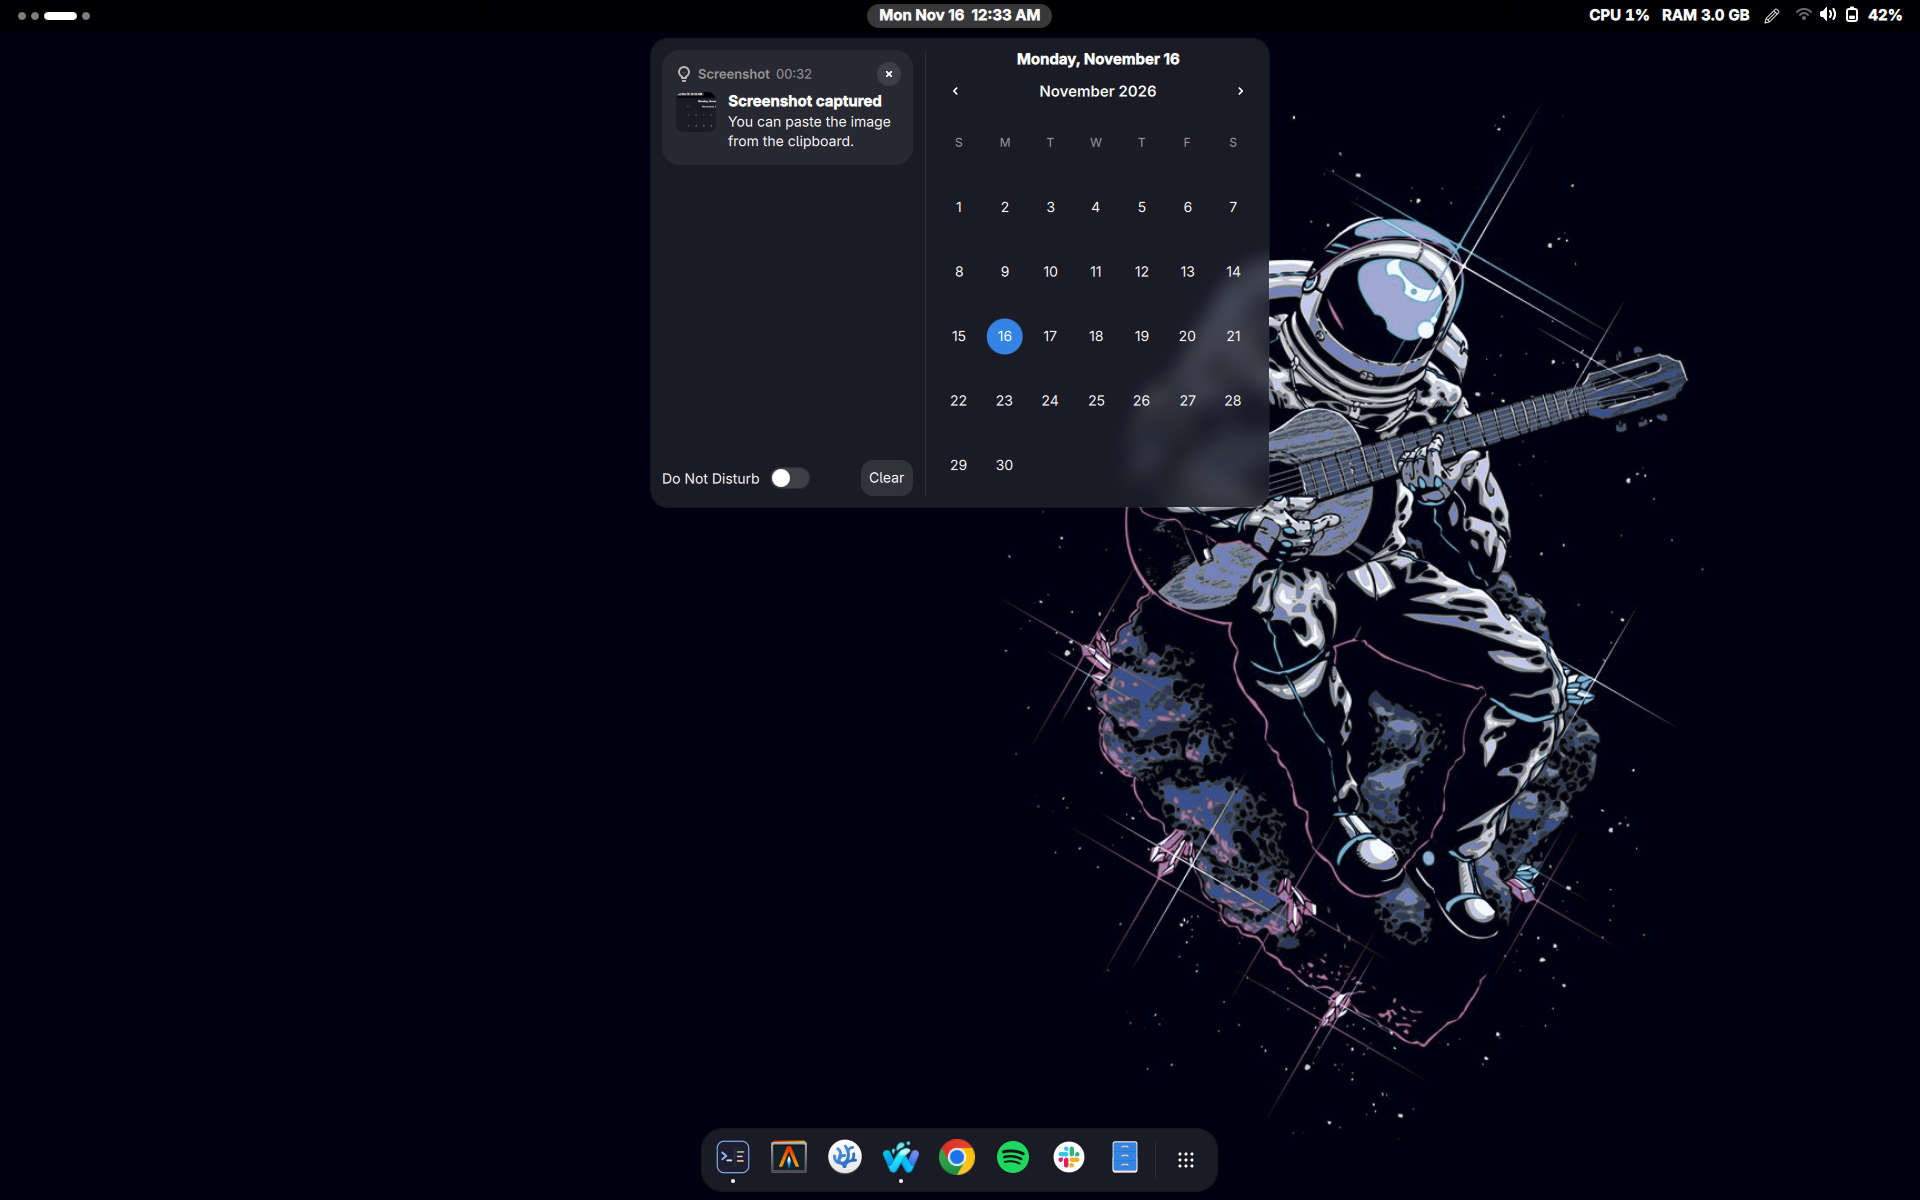 Mon Nov 16 12:33 AM
CPU 1% RAM 3.0 GB 42%
Screenshot 00:32
Screenshot captured
You can paste the image
from the clipboard.
Do Not Disturb
Clear
Monday, November 16
November 2026
S M T W T F S
1 2 3 4 5 6 7
8 9 10 11 12 13 14
15 16 17 18 19 20 21
22 23 24 25 26 27 28
29 30